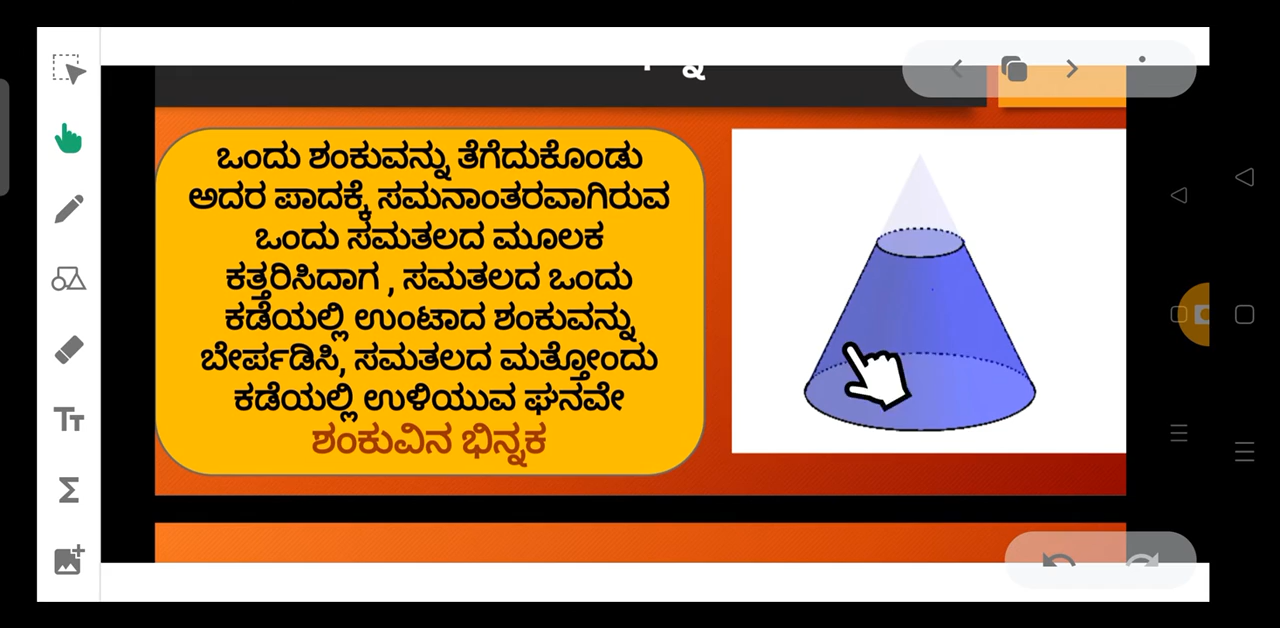 ಒಂದು ಶಂಕುವನ್ನು ತೆಗೆದುಕೊಂಡು
ಅದರ ಪಾದಕ್ಕೆ ಸಮನಾಂತರವಾಗಿರುವ
ಒಂದು ಸಮತಲದ ಮೂಲಕ
ಕತ್ತರಿಸಿದಾಗ , ಸಮತಲದ ಒಂದು
ಕಡೆಯಲ್ಲಿ ಉಂಟಾದ ಶಂಕುವನ್ನು
ಬೇರ್ಪಡಿಸಿ, ಸಮತಲದ ಮತ್ತೋಂದು
ಕಡೆಯಲ್ಲಿ ಉಳಿಯುವ ಘನವೇ
ಶಂಕುವಿನ ಭಿನ್ನಕ